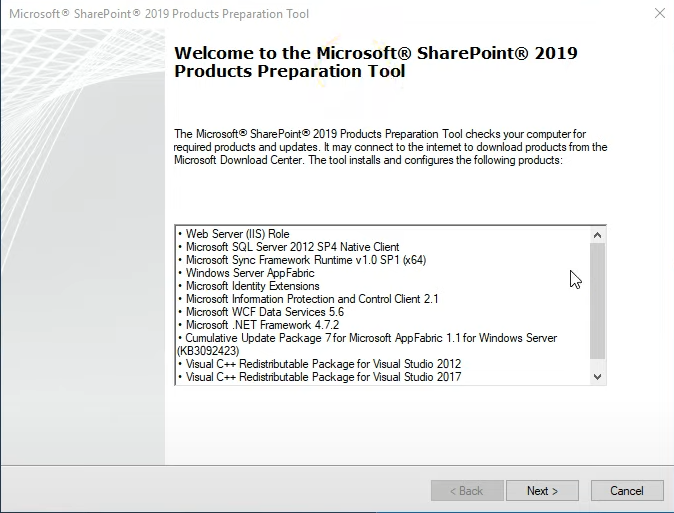 Microsoft® SharePoint® 2019 Products Preparation Tool
Welcome to the Microsoft® SharePoint® 2019
Products Preparation Tool
The Microsoft® SharePoint® 2019 Products Preparation Tool checks your computer for
required products and updates. It may connect to the internet to download products from the
Microsoft Download Center. The tool installs and configures the following products:
• Web Server (IIS) Role
• Microsoft SQL Server 2012 SP4 Native Client
• Microsoft Sync Framework Runtime v1.0 SP1 (x64)
• Windows Server AppFabric
• Microsoft Identity Extensions
• Microsoft Information Protection and Control Client 2.1
• Microsoft WCF Data Services 5.6
• Microsoft .NET Framework 4.7.2
• Cumulative Update Package 7 for Microsoft AppFabric 1.1 for Windows Server
(KB3092423)
• Visual C++ Redistributable Package for Visual Studio 2012
• Visual C++ Redistributable Package for Visual Studio 2017
< Back
Next >
Cancel